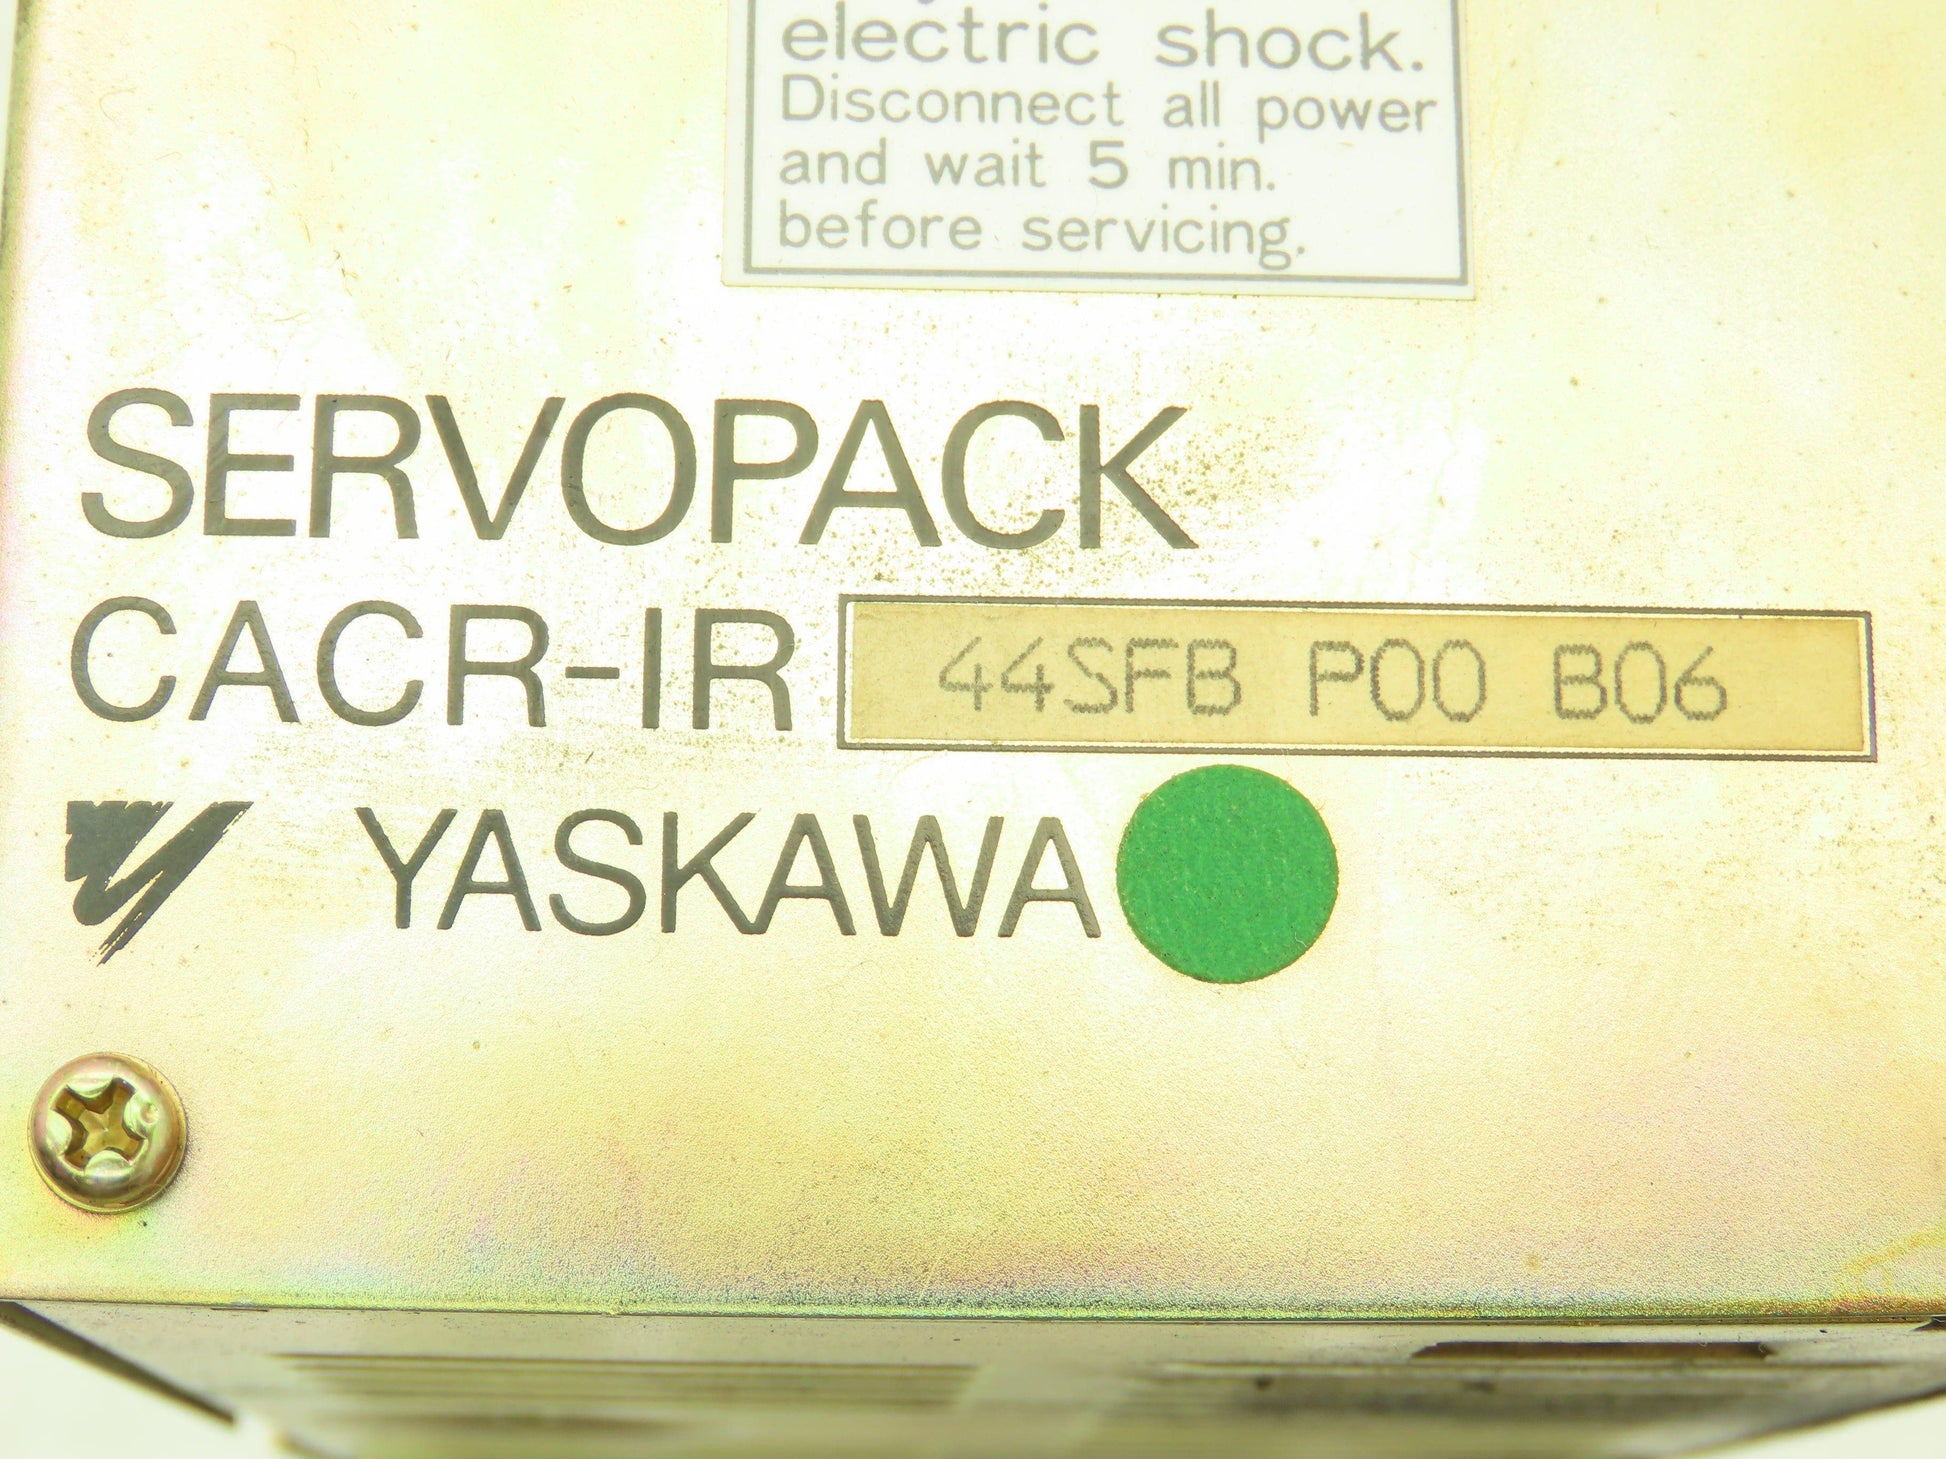 electric shock.
Disconnect all power
and wait 5 min.
before servicing.
SERVOPACK
CACR-IR 44SFB P00 B06
YASKAWA